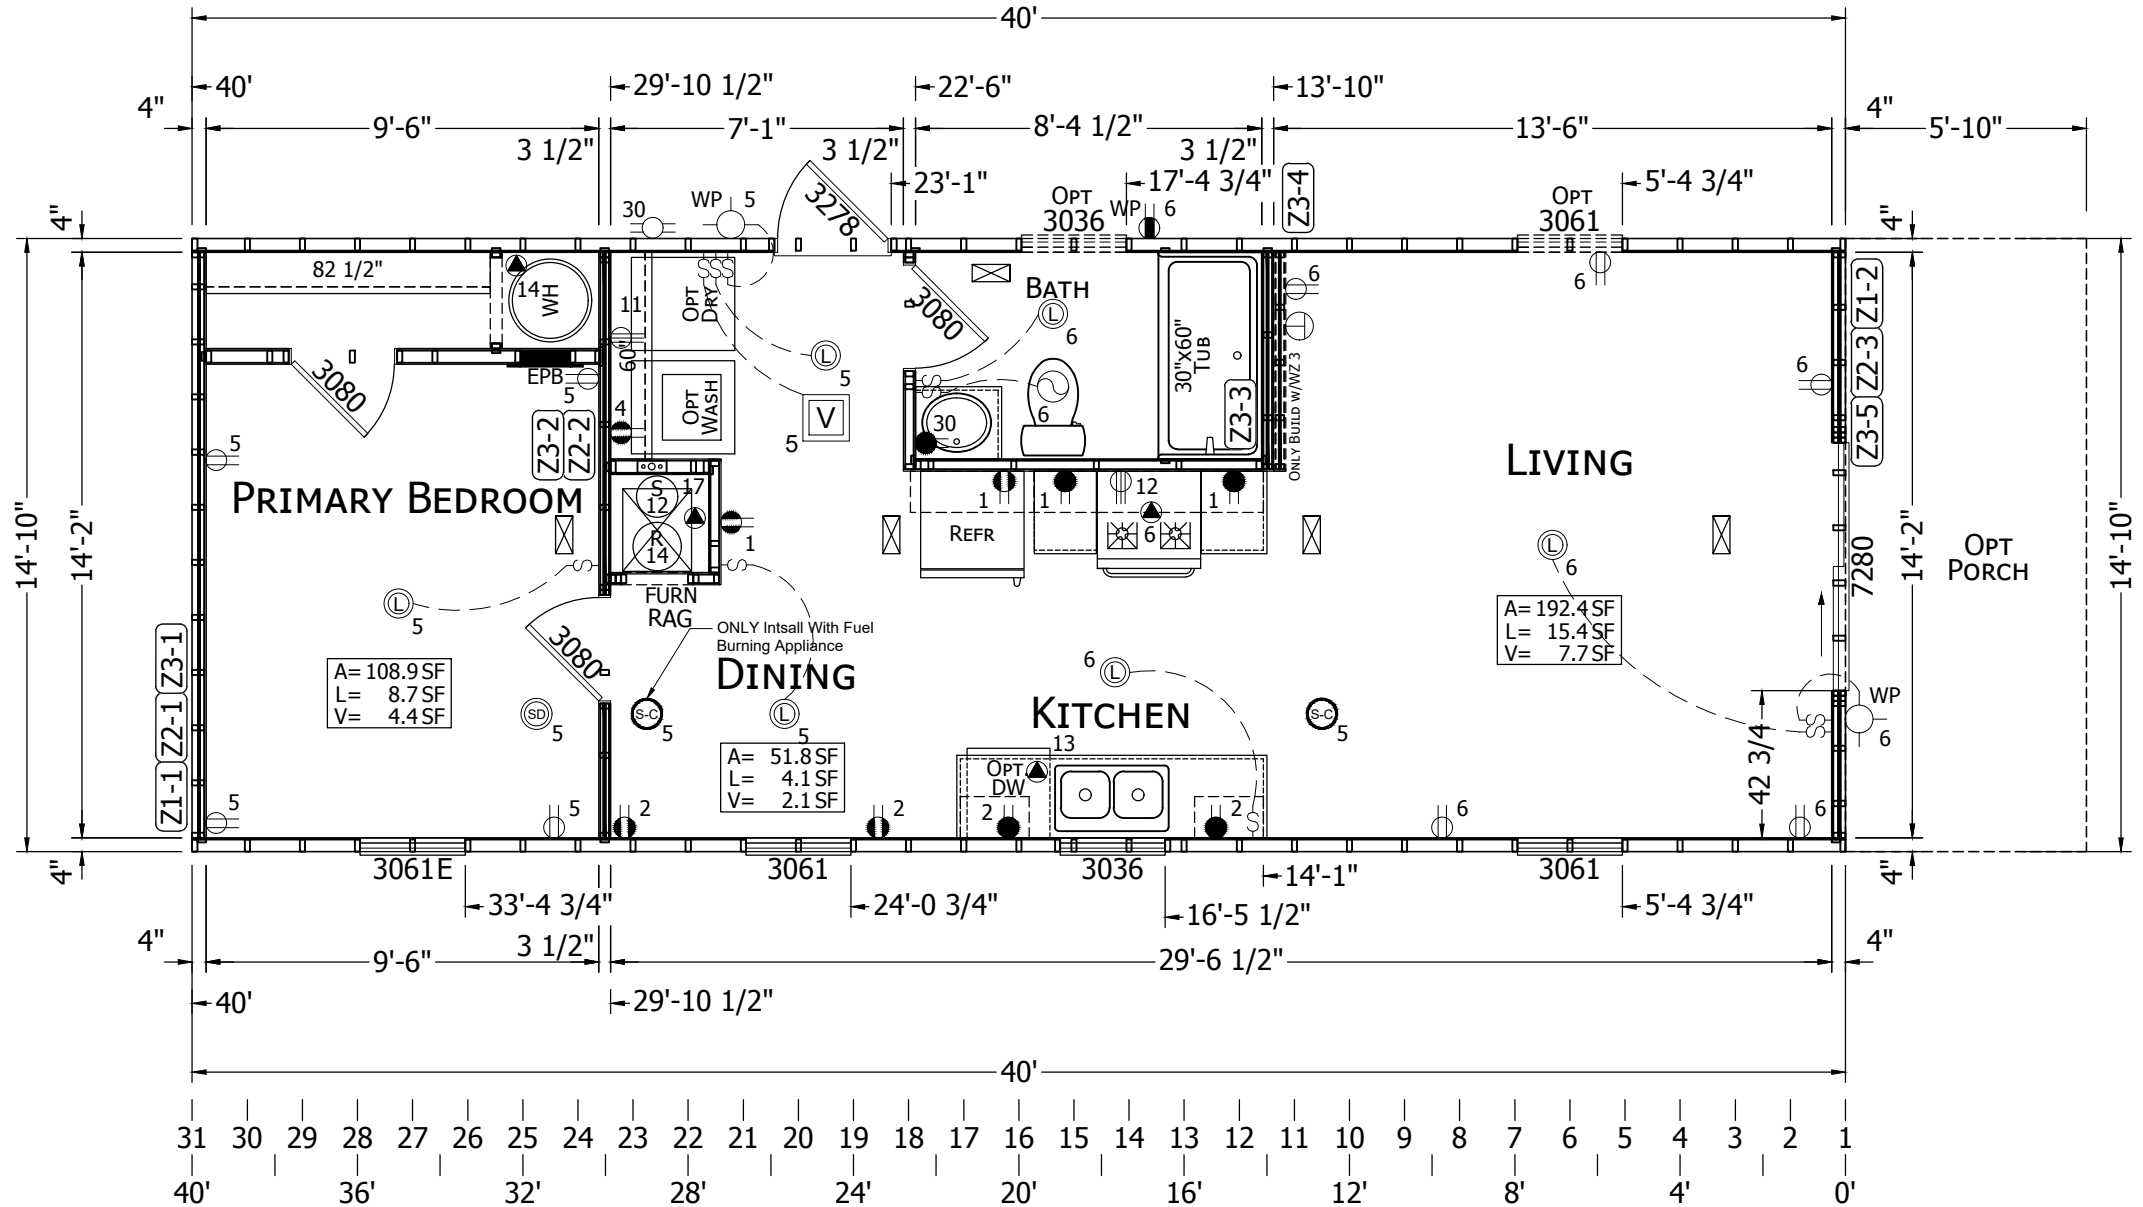 40'
40'
29'-10 1/2"
22'-6"
13'-10"
4"
9'-6"
7'-1"
8'-4 1/2"
13'-6"
4"
5'-10"
3 1/2"
3 1/2"
3 1/2"
23'-1"
17'-4 3/4"
5'-4 3/4"
Z3-4
OPT
3036
OPT
3061
4"
30
WP
5
3278
WP
6
4"
82 1/2"
14
WH
11
OPT
DRY
60"
3080
BATH
L
6
6
6
6
30"x60"
TUB
Z3-3
ONLY BUILD W/WZ 3
Z1-2
Z2-3
Z3-5
3080
EPB
5
4
OPT
WASH
L
5
V
5
30
6
6
5
Z3-2
Z2-2
PRIMARY BEDROOM
LIVING
S
12
17
R
14
1
1
1
12
1
REFR
6
14'-10"
14'-2"
L
6
7280
14'-2"
OPT
PORCH
14'-10"
FURN
RAG
L
5
ONLY Intsall With Fuel
Burning Appliance
3080
DINING
A= 192.4 SF
L= 15.4 SF
V= 7.7 SF
Z3-1
Z2-1
Z1-1
A= 108.9 SF
L= 8.7 SF
V= 4.4 SF
L
6
KITCHEN
SD
5
S-C
5
L
5
S-C
5
WP
6
42 3/4
A= 51.8 SF
L= 4.1 SF
V= 2.1 SF
13
OPT.
DW
5
5
2
2
2
2
6
6
4"
3061E
3061
3036
3061
4"
33'-4 3/4"
24'-0 3/4"
14'-1"
16'-5 1/2"
5'-4 3/4"
4"
9'-6"
3 1/2"
29'-6 1/2"
4"
40'
29'-10 1/2"
40'
31 30 29 28 27 26 25 24 23 22 21 20 19 18 17 16 15 14 13 12 11 10 9 8 7 6 5 4 3 2 1
40' 36' 32' 28' 24' 20' 16' 12' 8' 4' 0'